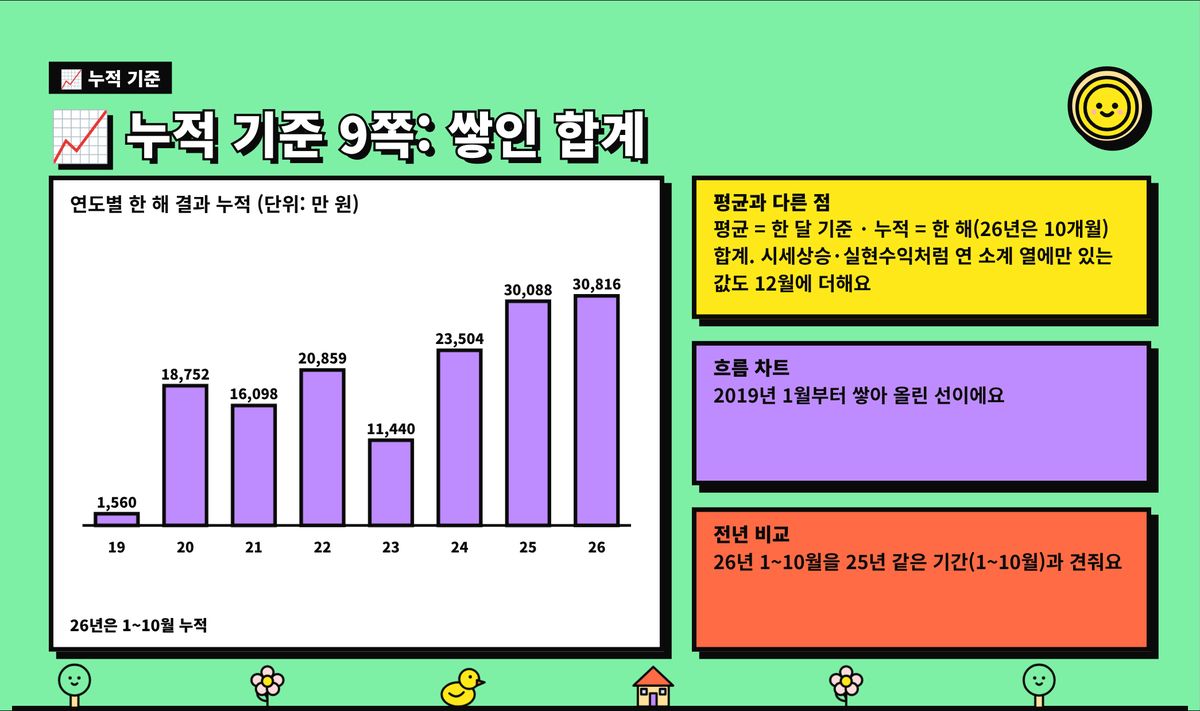 📈 누적 기준
📈 누적 기준 9쪽: 쌓인 합계
연도별 한 해 결과 누적 (단위: 만 원)
1,560
18,752
16,098
20,859
11,440
23,504
30,088
30,816
19
20
21
22
23
24
25
26
26년은 1~10월 누적
평균과 다른 점
평균 = 한 달 기준 · 누적 = 한 해(26년은 10개월)
합계. 시세상승·실현수익처럼 연 소계 열에만 있는
값도 12월에 더해요
흐름 차트
2019년 1월부터 쌓아 올린 선이에요
전년 비교
26년 1~10월을 25년 같은 기간(1~10월)과 견줘요